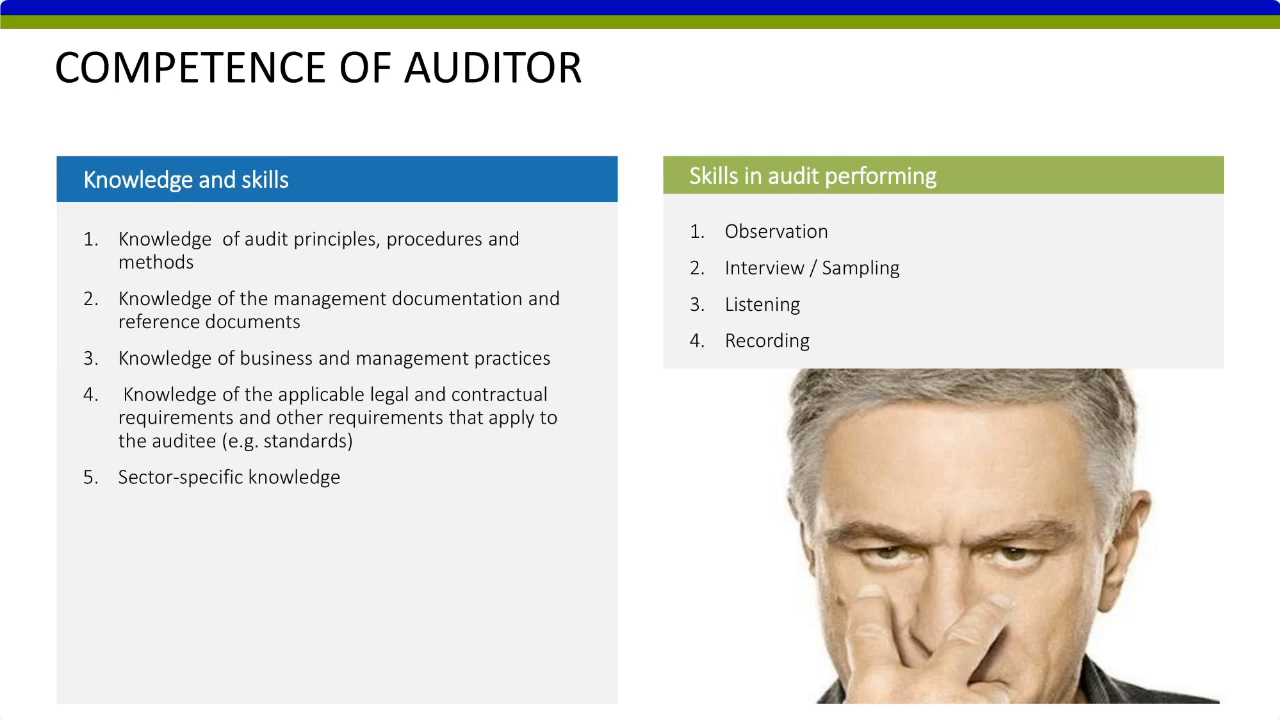 COMPETENCE OF AUDITOR
Knowledge and skills
1. Knowledge  of audit principles, procedures and
methods
2. Knowledge of the management documentation and
reference documents
3. Knowledge of business and management practices
4.  Knowledge of the applicable legal and contractual
requirements and other requirements that apply to
the auditee (e.g. standards)
5. Sector-specific knowledge
Skills in audit performing
1. Observation
2. Interview / Sampling
3. Listening
4. Recording